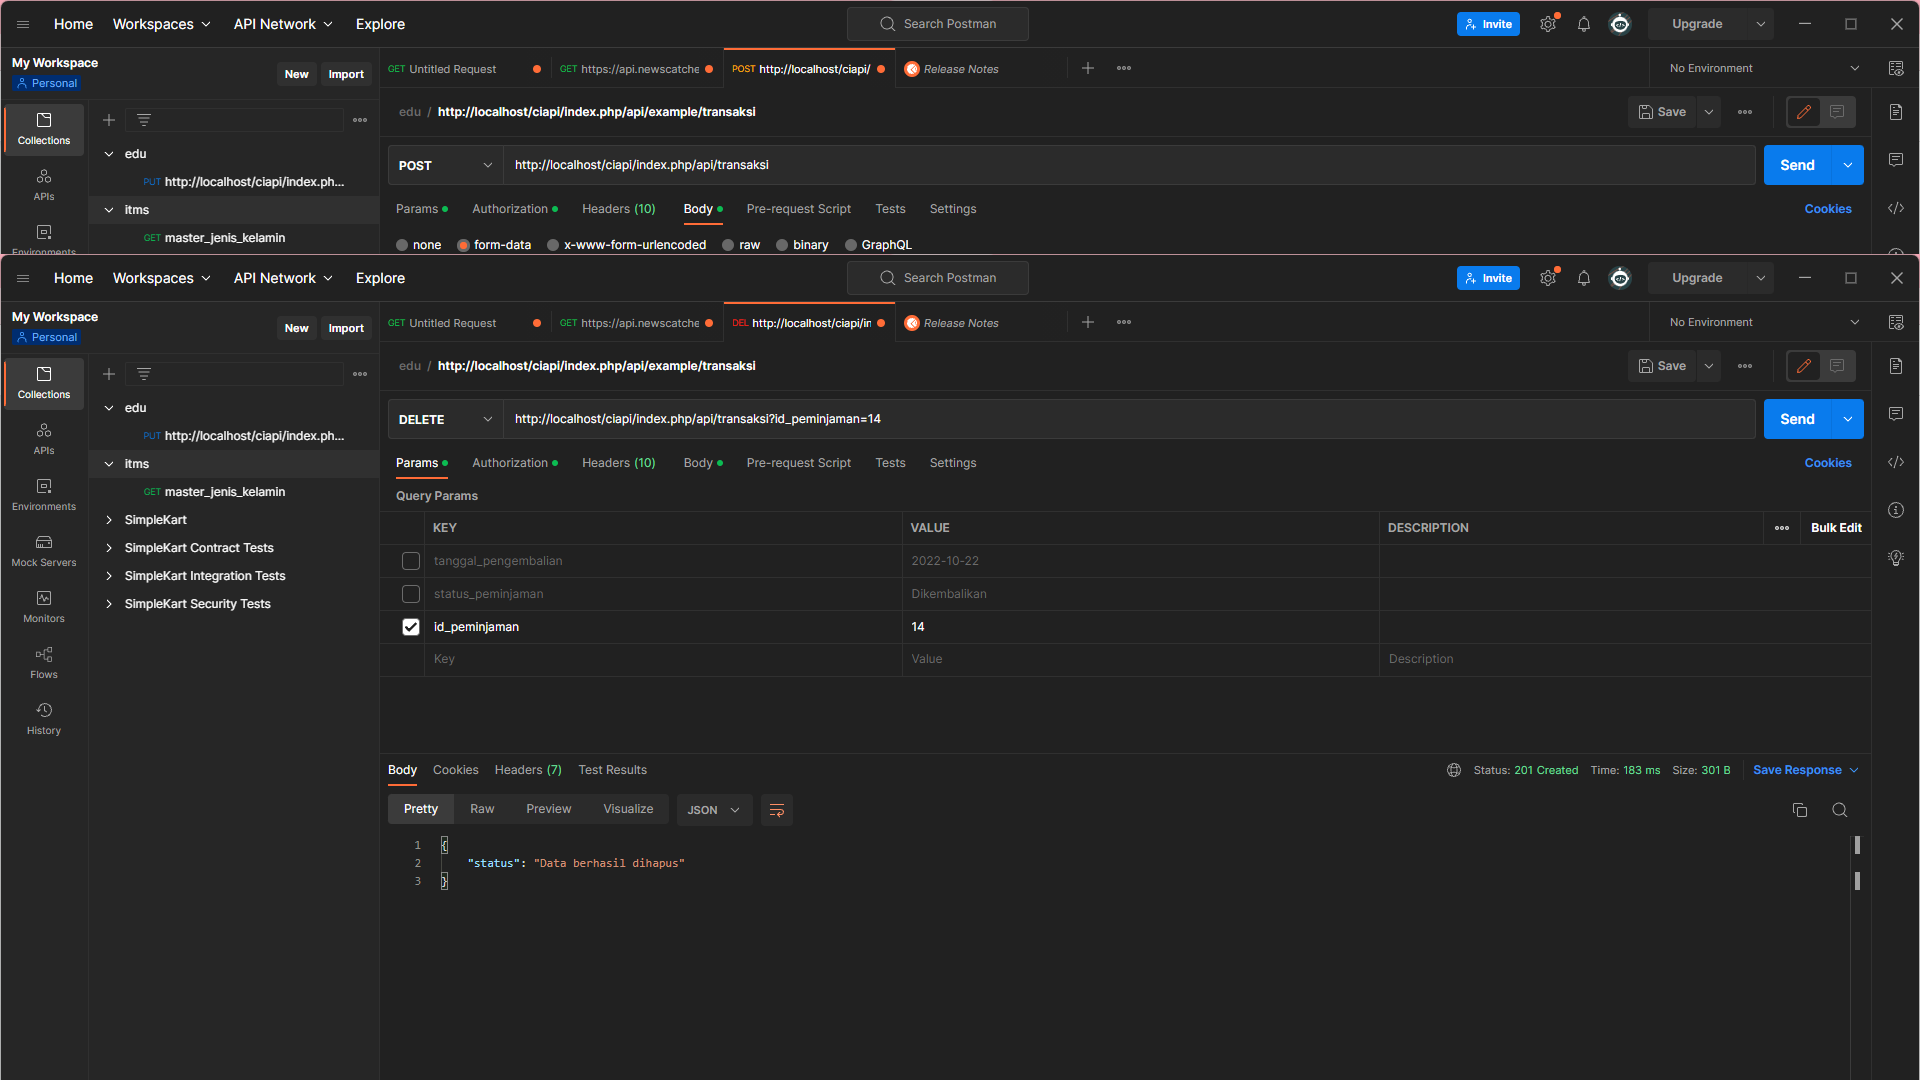 Home Workspaces API Network Explore Search Postman Invite Upgrade
My Workspace
Personal
New Import
GET Untitled Request GET https://api.newscatche POST http://localhost/ciapi/ Release Notes No Environment
edu / http://localhost/ciapi/index.php/api/example/transaksi Save
Collections
edu
POST http://localhost/ciapi/index.php/api/transaksi Send
PUT http://localhost/ciapi/index.ph...
APIs
itms
Params Authorization Headers (10) Body Pre-request Script Tests Settings Cookies
GET master_jenis_kelamin
none form-data x-www-form-urlencoded raw binary GraphQL
Environments
Home Workspaces API Network Explore Search Postman Invite Upgrade
My Workspace
Personal
New Import
GET Untitled Request GET https://api.newscatche DEL http://localhost/ciapi/in Release Notes No Environment
edu / http://localhost/ciapi/index.php/api/example/transaksi Save
Collections
edu
DELETE http://localhost/ciapi/index.php/api/transaksi?id_peminjaman=14 Send
PUT http://localhost/ciapi/index.ph...
APIs
itms
Params Authorization Headers (10) Body Pre-request Script Tests Settings Cookies
GET master_jenis_kelamin
Query Params
Environments
SimpleKart
KEY VALUE DESCRIPTION Bulk Edit
SimpleKart Contract Tests
Mock Servers
tanggal_pengembalian 2022-10-22
SimpleKart Integration Tests
status_peminjaman Dikembalikan
SimpleKart Security Tests
Monitors
id_peminjaman 14
Key Value Description
Flows
History
Body Cookies Headers (7) Test Results Status: 201 Created Time: 183 ms Size: 301 B Save Response
Pretty Raw Preview Visualize JSON
1 {
2 "status": "Data berhasil dihapus"
3 }